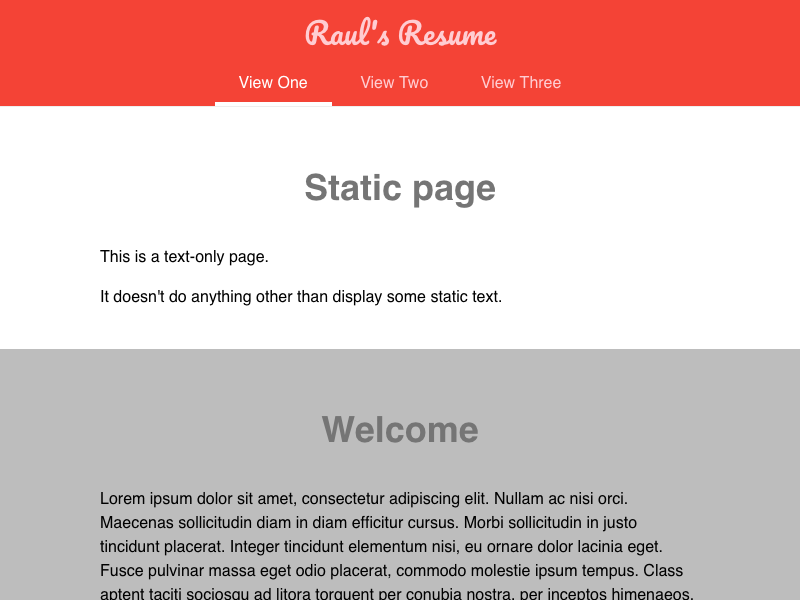 Raul's Resume
View One View Two View Three
Static page
This is a text-only page.
It doesn't do anything other than display some static text.
Welcome
Lorem ipsum dolor sit amet, consectetur adipiscing elit. Nullam ac nisi orci.
Maecenas sollicitudin diam in diam efficitur cursus. Morbi sollicitudin in justo
tincidunt placerat. Integer tincidunt elementum nisi, eu ornare dolor lacinia eget.
Fusce pulvinar massa eget odio placerat, commodo molestie ipsum tempus. Class
aptent taciti sociosqu ad litora torquent per conubia nostra, per inceptos himenaeos.